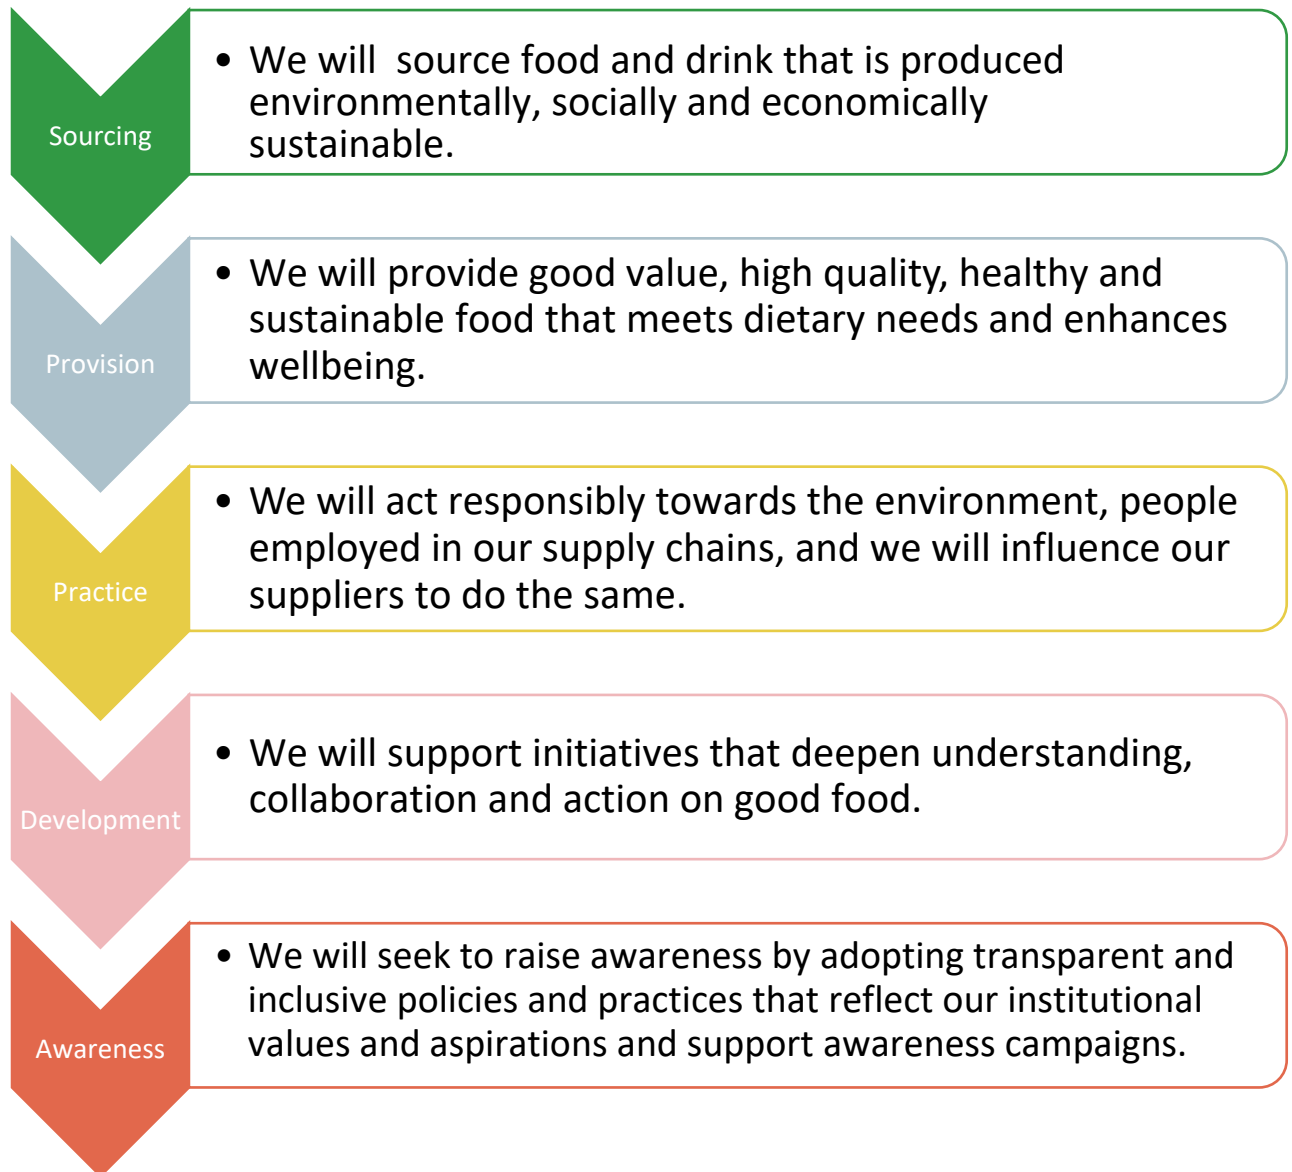 Sourcing
• We will  source food and drink that is produced
environmentally, socially and economically
sustainable.
Provision
• We will provide good value, high quality, healthy and
sustainable food that meets dietary needs and enhances
wellbeing.
Practice
• We will act responsibly towards the environment, people
employed in our supply chains, and we will influence our
suppliers to do the same.
Development
• We will support initiatives that deepen understanding,
collaboration and action on good food.
Awareness
• We will seek to raise awareness by adopting transparent and
inclusive policies and practices that reflect our institutional
values and aspirations and support awareness campaigns.